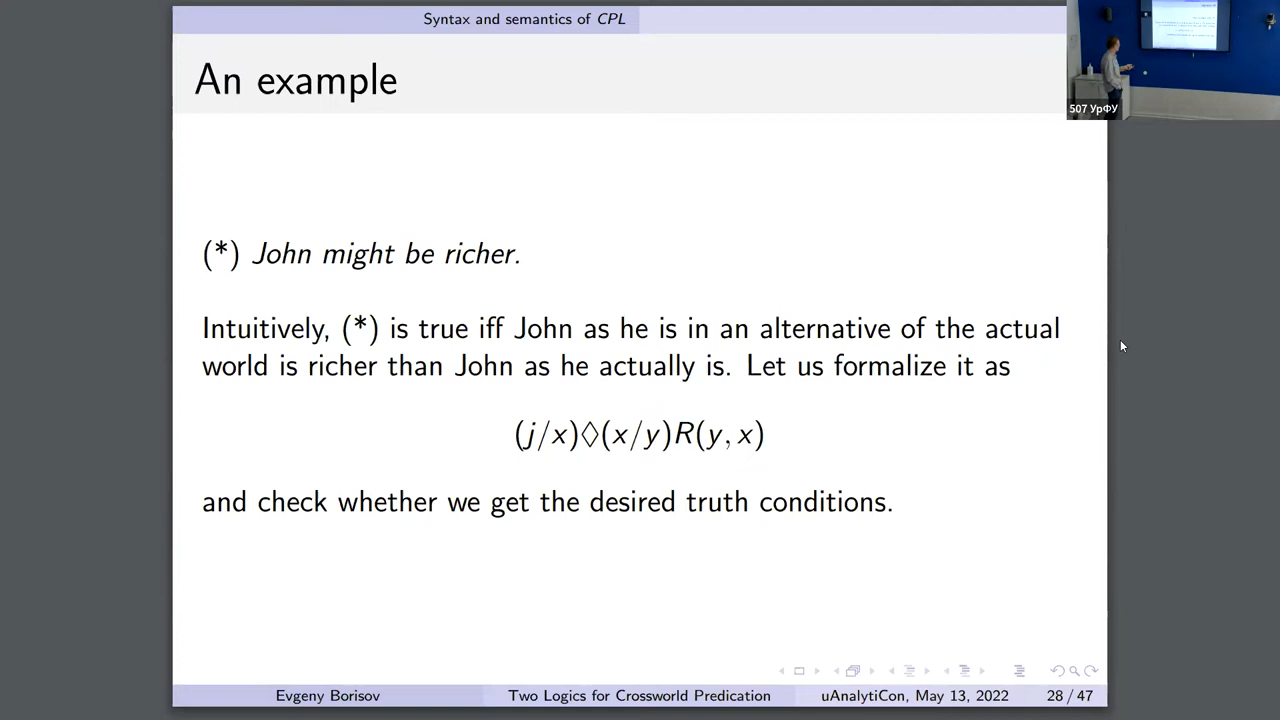 Syntax and semantics of CPL
An example
507 УрФУ
(*) John might be richer.
Intuitively, (*) is true iff John as he is in an alternative of the actual
world is richer than John as he actually is. Let us formalize it as
(j/x)◊(x/y)R(y, x)
and check whether we get the desired truth conditions.
Evgeny Borisov Two Logics for Crossworld Predication uAnalytiCon, May 13, 2022 28 / 47